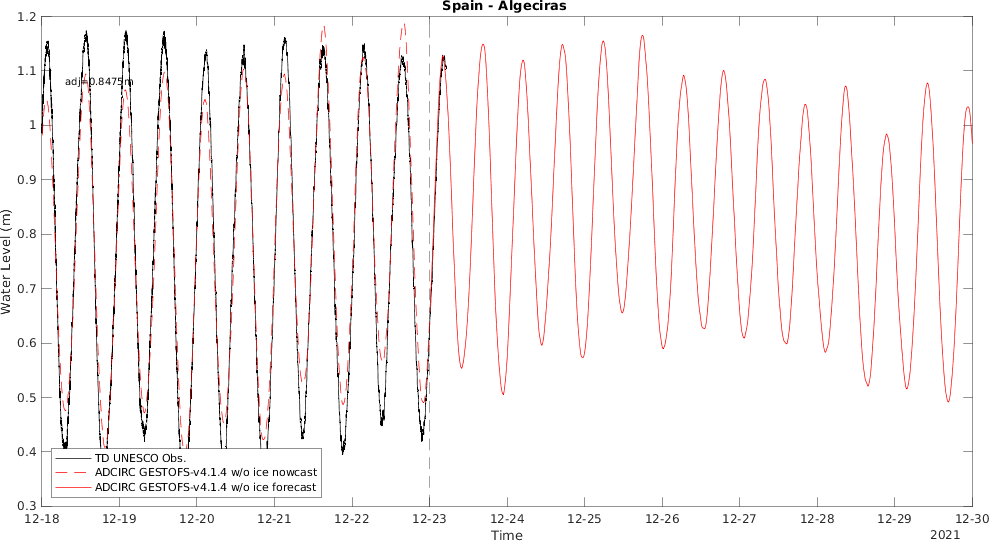 Spain - Algeciras
1.2
1.1
1
0.9
0.8
0.7
0.6
0.5
0.4
0.3
Water Level (m)
adj=0.8475m
TD UNESCO Obs.
ADCIRC GESTOFS-v4.1.4 w/o ice nowcast
ADCIRC GESTOFS-v4.1.4 w/o ice forecast
12-18 12-19 12-20 12-21 12-22 12-23 12-24 12-25 12-26 12-27 12-28 12-29 12-30
Time
2021